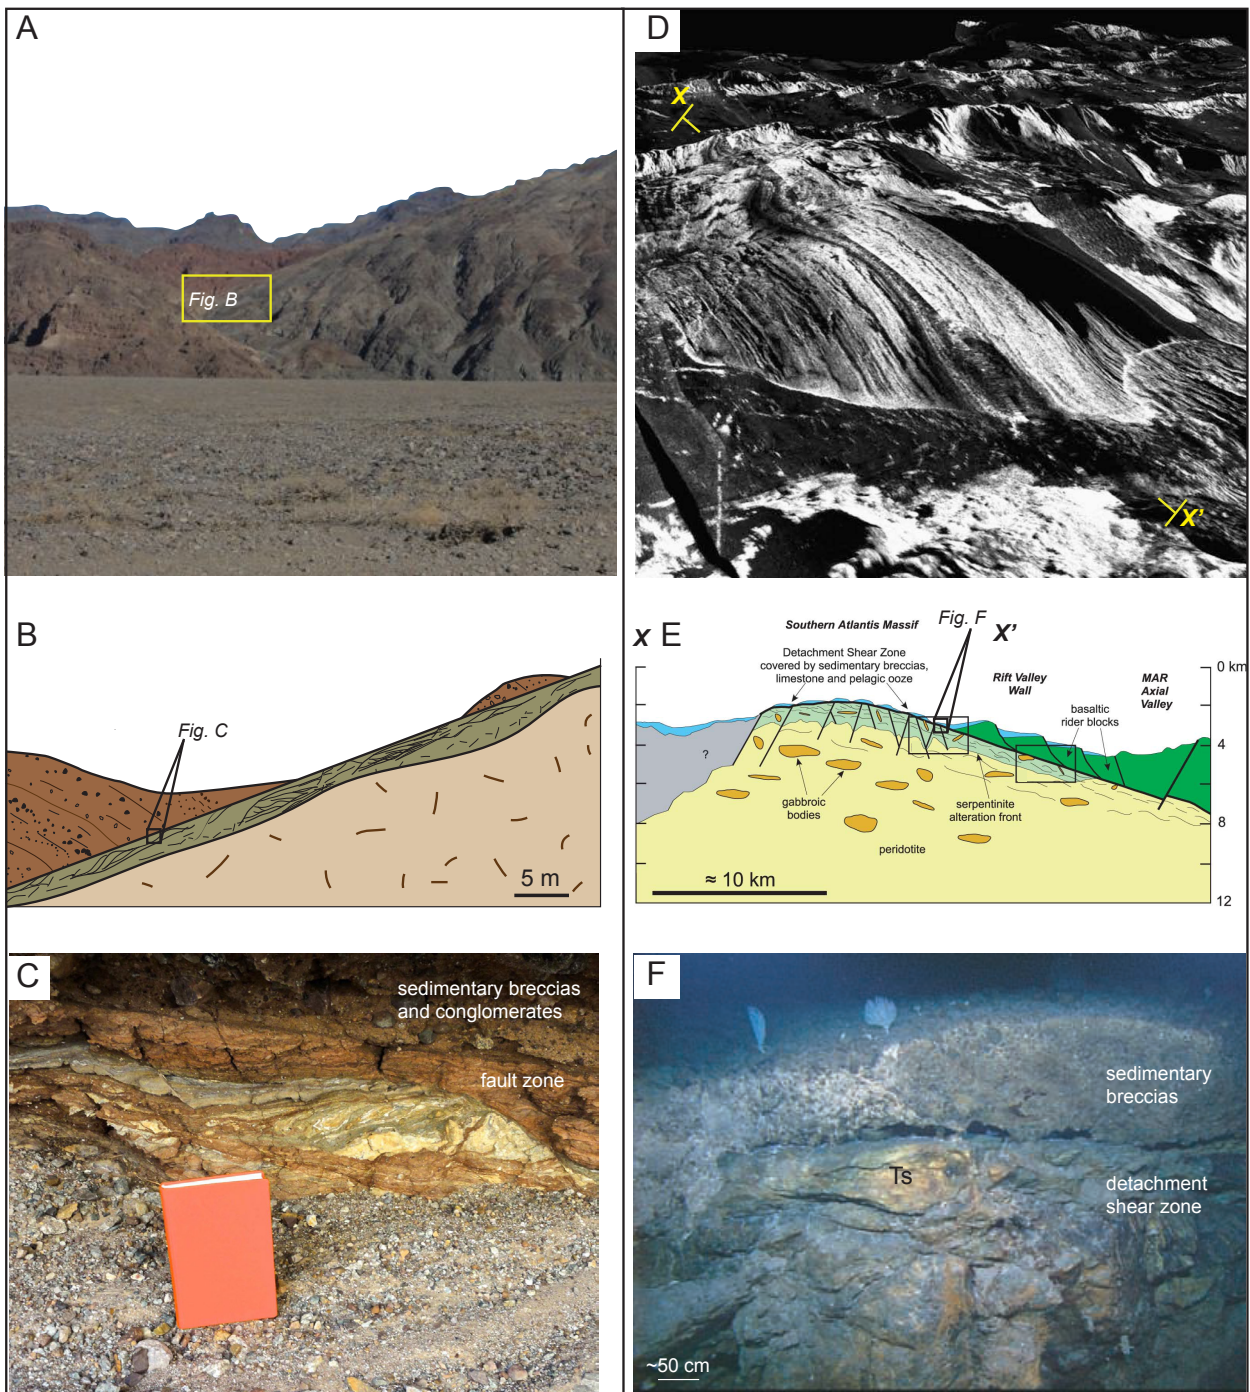 A
Fig. B
B
Fig. C
5 m
C
sedimentary breccias
and conglomerates
fault zone
D
X
X'
X E
Southern Atlantis Massif
Fig. F
X'
Detachment Shear Zone
covered by sedimentary breccias,
limestone and pelagic ooze
Rift Valley
Wall
MAR
Axial
Valley
basaltic
rider blocks
?
gabbroic
bodies
serpentinite
alteration front
peridotite
≈ 10 km
0 km
4
8
12
F
sedimentary
breccias
Ts
detachment
shear zone
~50 cm